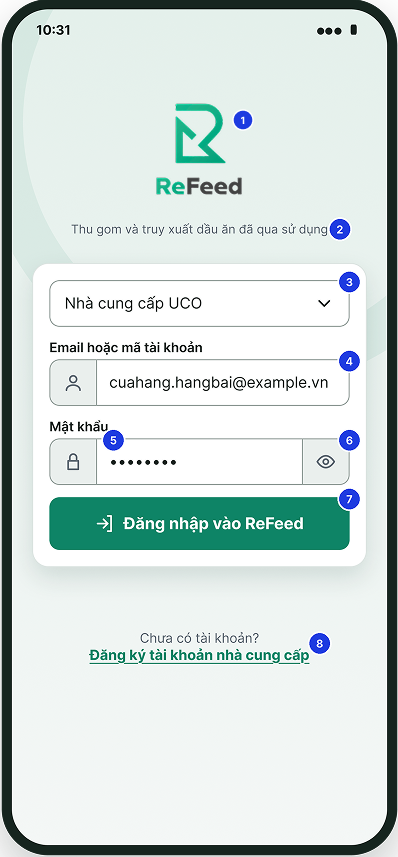 10:31
1
ReFeed
Thu gom và truy xuất dầu ăn đã qua sử dụng 2
3
Nhà cung cấp UCO
Email hoặc mã tài khoản
4
cuahang.hangbai@example.vn
Mật khẩu
5 6
••••••••
7
Đăng nhập vào ReFeed
Chưa có tài khoản?
8
Đăng ký tài khoản nhà cung cấp